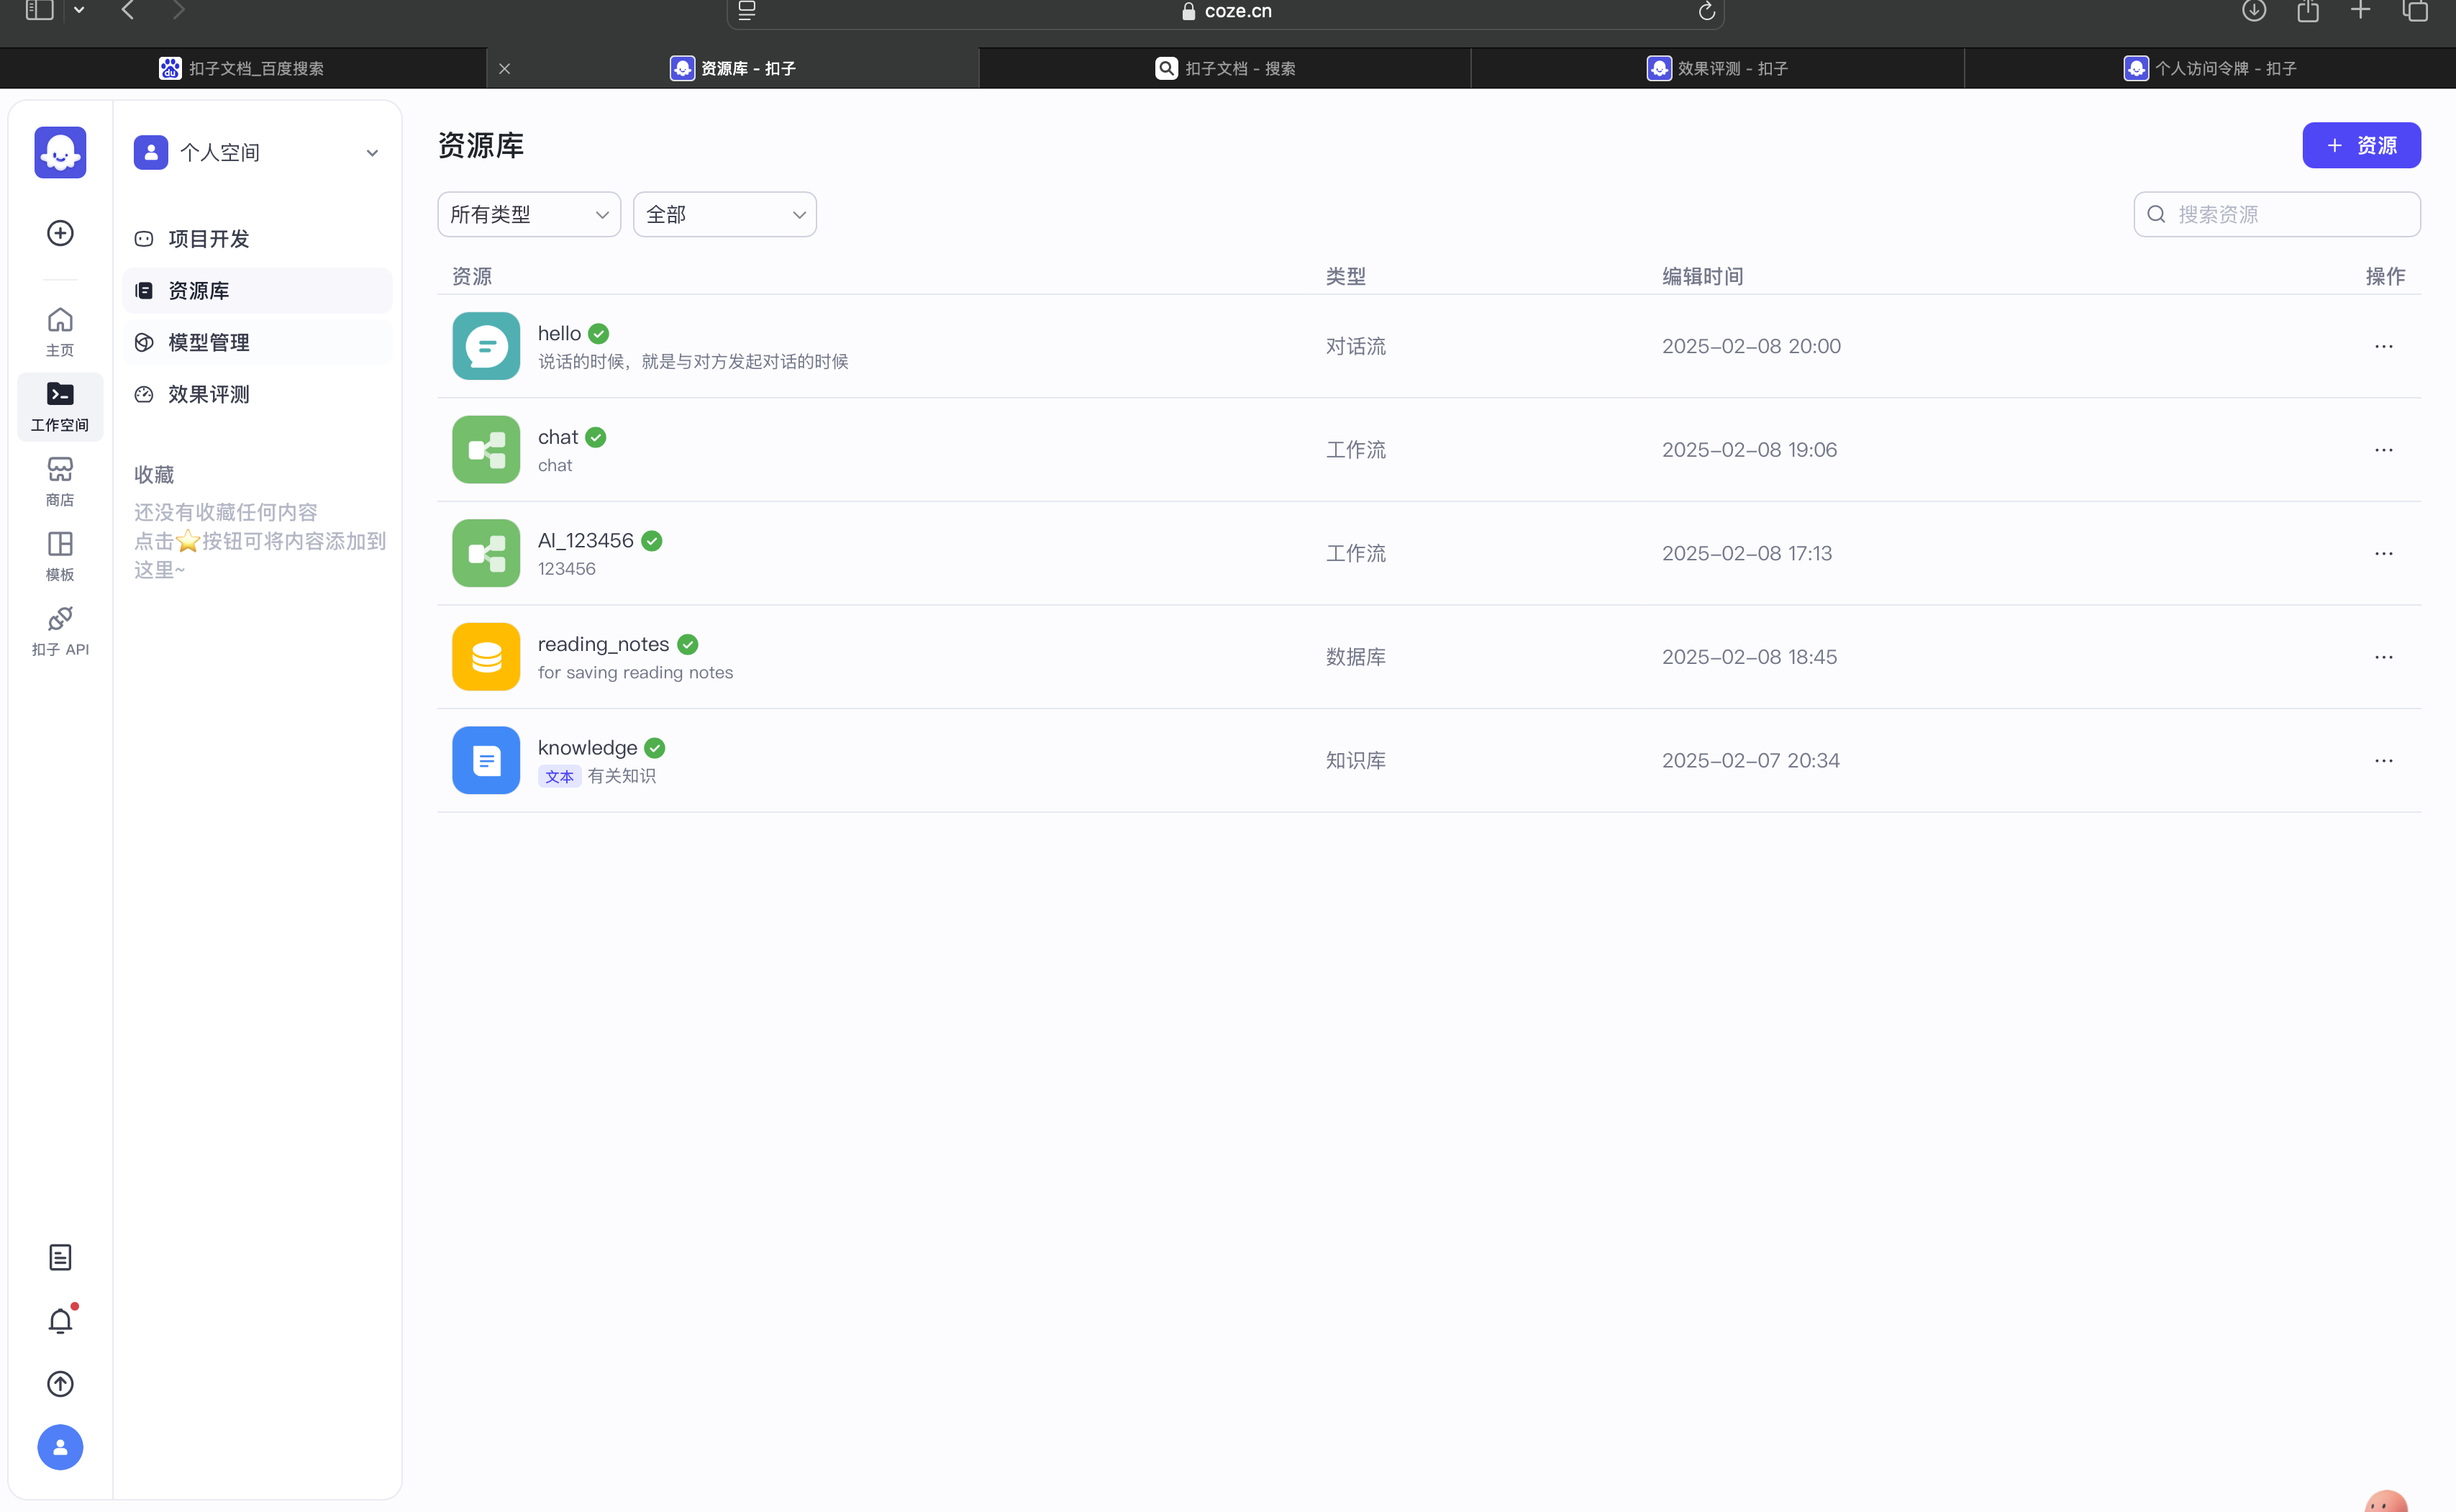 coze.cn
扣子文档_百度搜索
资源库 - 扣子
扣子文档 - 搜索
效果评测 - 扣子
个人访问令牌 - 扣子
主页
工作空间
商店
模板
扣子 API
个人空间
项目开发
资源库
模型管理
效果评测
收藏
还没有收藏任何内容
点击⭐按钮可将内容添加到
这里~
资源库
+ 资源
所有类型
全部
搜索资源
资源 类型 编辑时间 操作
hello
说话的时候，就是与对方发起对话的时候
对话流
2025-02-08 20:00
chat
chat
工作流
2025-02-08 19:06
AI_123456
123456
工作流
2025-02-08 17:13
reading_notes
for saving reading notes
数据库
2025-02-08 18:45
knowledge
文本 有关知识
知识库
2025-02-07 20:34